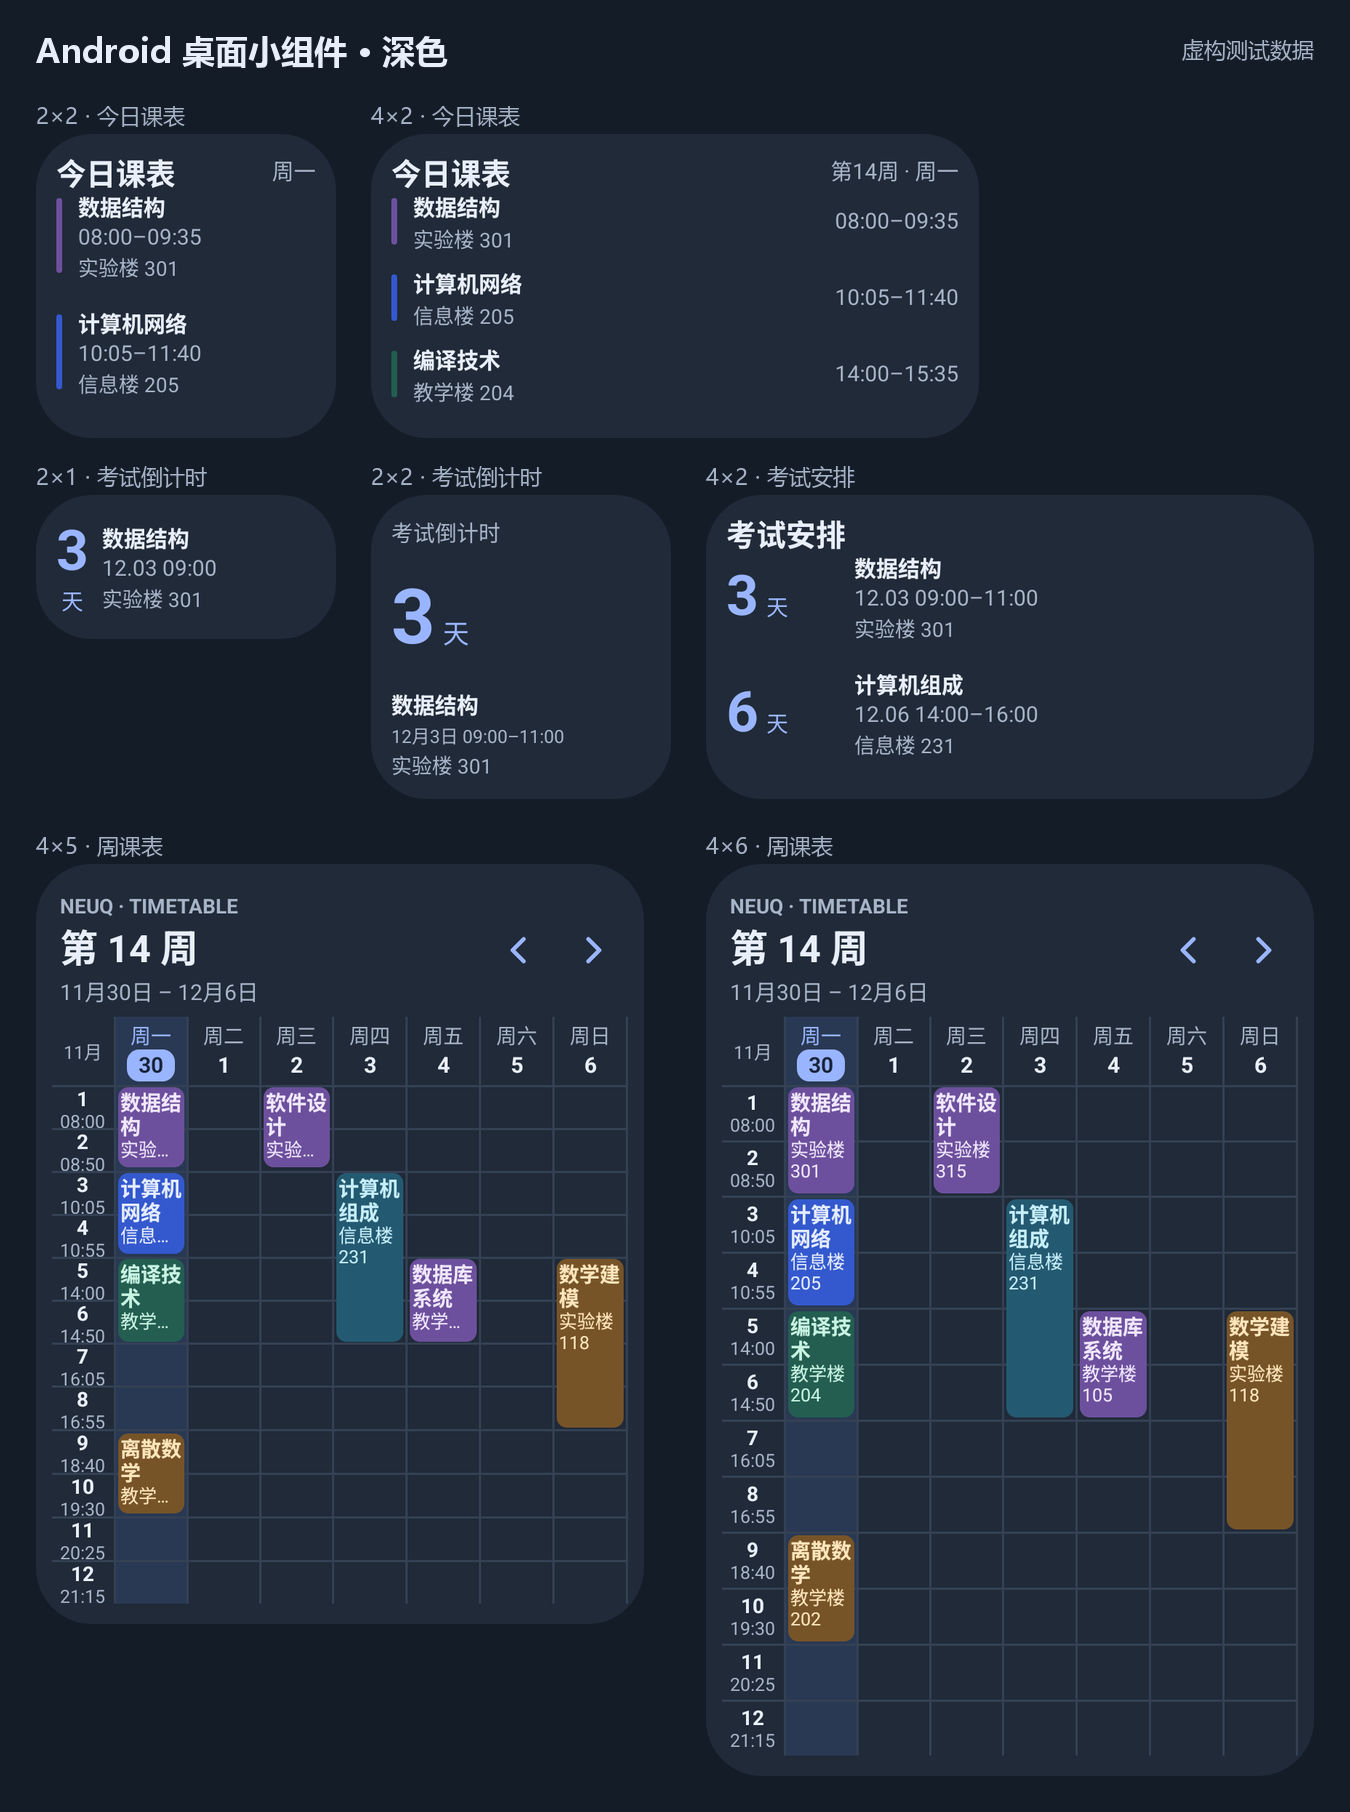 Android 桌面小组件 • 深色
虚构测试数据
2×2 · 今日课表
今日课表 周一
数据结构
08:00–09:35
实验楼 301
计算机网络
10:05–11:40
信息楼 205
4×2 · 今日课表
今日课表 第14周 · 周一
数据结构
实验楼 301
08:00–09:35
计算机网络
信息楼 205
10:05–11:40
编译技术
教学楼 204
14:00–15:35
2×1 · 考试倒计时
3
天
数据结构
12.03 09:00
实验楼 301
2×2 · 考试倒计时
考试倒计时
3 天
数据结构
12月3日 09:00–11:00
实验楼 301
4×2 · 考试安排
考试安排
3 天
数据结构
12.03 09:00–11:00
实验楼 301
6 天
计算机组成
12.06 14:00–16:00
信息楼 231
4×5 · 周课表
NEUQ · TIMETABLE
第 14 周
11月30日 – 12月6日
11月
周一 周二 周三 周四 周五 周六 周日
30 1 2 3 4 5 6
1
08:00
2
08:50
3
10:05
4
10:55
5
14:00
6
14:50
7
16:05
8
16:55
9
18:40
10
19:30
11
20:25
12
21:15
数据结
构
实验...
计算机
网络
信息...
编译技
术
教学...
离散数
学
教学...
软件设
计
实验...
计算机
组成
信息楼
231
数据库
系统
教学...
数学建
模
实验楼
118
4×6 · 周课表
NEUQ · TIMETABLE
第 14 周
11月30日 – 12月6日
11月
周一 周二 周三 周四 周五 周六 周日
30 1 2 3 4 5 6
1
08:00
2
08:50
3
10:05
4
10:55
5
14:00
6
14:50
7
16:05
8
16:55
9
18:40
10
19:30
11
20:25
12
21:15
数据结
构
实验楼
301
计算机
网络
信息楼
205
编译技
术
教学楼
204
离散数
学
教学楼
202
软件设
计
实验楼
315
计算机
组成
信息楼
231
数据库
系统
教学楼
105
数学建
模
实验楼
118